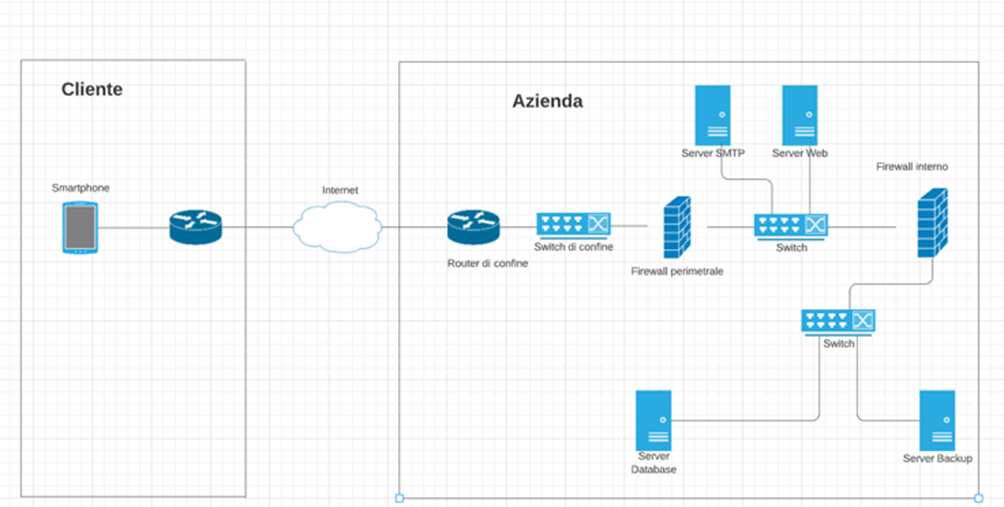 Cliente
Azienda
Smartphone
Internet
Router di confine
Switch di confine
Firewall perimetrale
Server SMTP
Server Web
Switch
Firewall interno
Switch
Server
Database
Server Backup